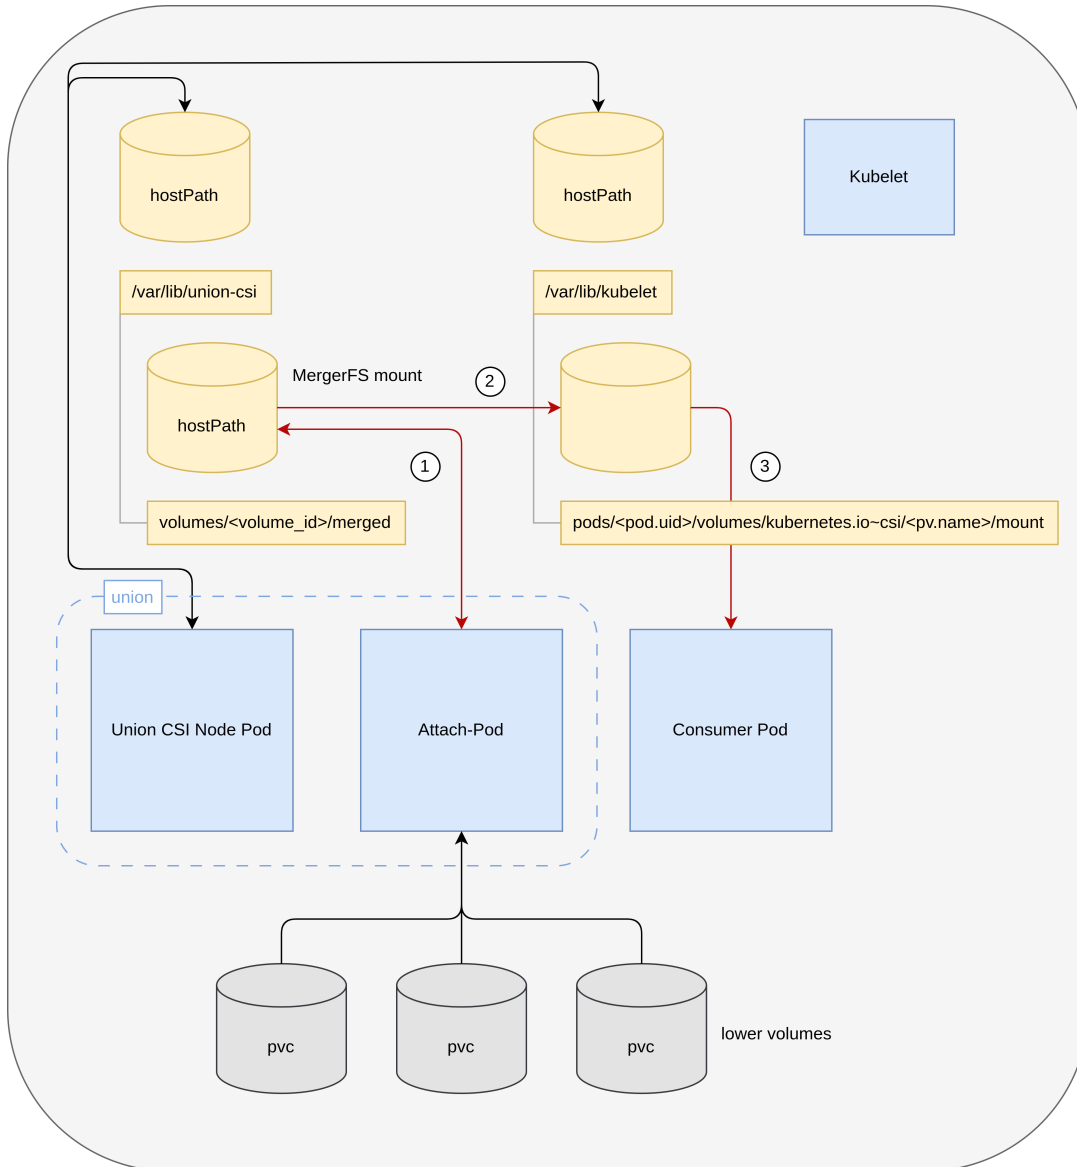 hostPath
hostPath
Kubelet
/var/lib/union-csi
/var/lib/kubelet
MergerFS mount
2
hostPath
1
3
volumes/<volume_id>/merged
pods/<pod.uid>/volumes/kubernetes.io~csi/<pv.name>/mount
union
Union CSI Node Pod
Attach-Pod
Consumer Pod
pvc
pvc
pvc
lower volumes